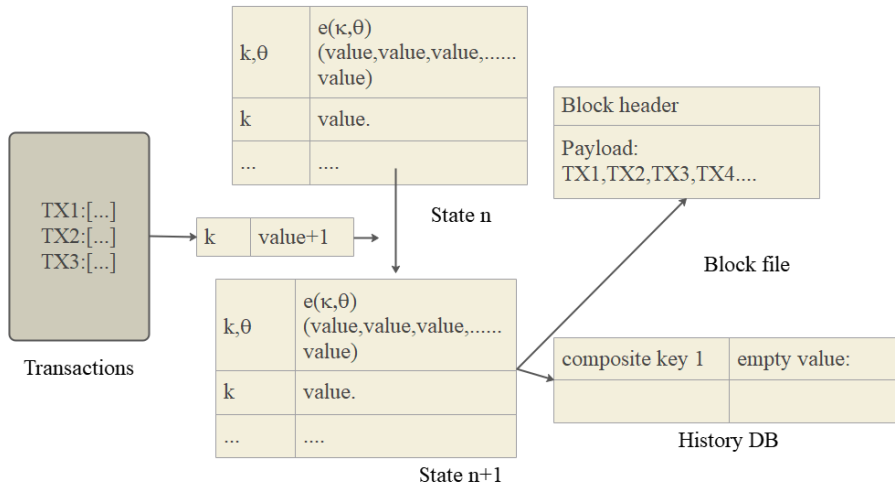 k,θ
e(κ,θ)
(value,value,value,......
value)
k
value.
...
....
State n
TX1:[...]
TX2:[...]
TX3:[...]
Transactions
k
value+1
k,θ
e(κ,θ)
(value,value,value,......
value)
k
value.
...
....
State n+1
Block header
Payload:
TX1,TX2,TX3,TX4....
Block file
composite key 1
empty value:
History DB